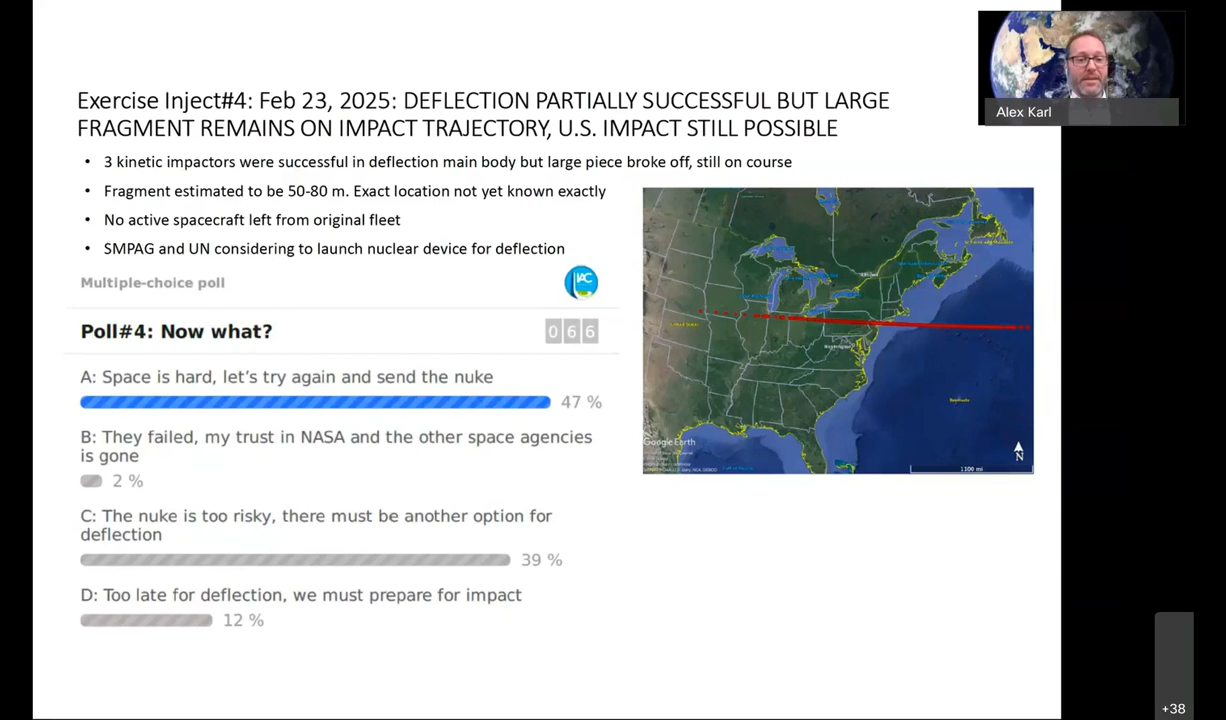 Exercise Inject#4: Feb 23, 2025: DEFLECTION PARTIALLY SUCCESSFUL BUT LARGE
FRAGMENT REMAINS ON IMPACT TRAJECTORY, U.S. IMPACT STILL POSSIBLE
• 3 kinetic impactors were successful in deflection main body but large piece broke off, still on course
• Fragment estimated to be 50-80 m. Exact location not yet known exactly
• No active spacecraft left from original fleet
• SMPAG and UN considering to launch nuclear device for deflection
Multiple-choice poll
IAC
Poll#4: Now what?
066
A: Space is hard, let’s try again and send the nuke
47 %
B: They failed, my trust in NASA and the other space agencies
is gone
2 %
C: The nuke is too risky, there must be another option for
deflection
39 %
D: Too late for deflection, we must prepare for impact
12 %
United States
Washington
Bermuda
Google Earth
N
1100 mi
Alex Karl
+38